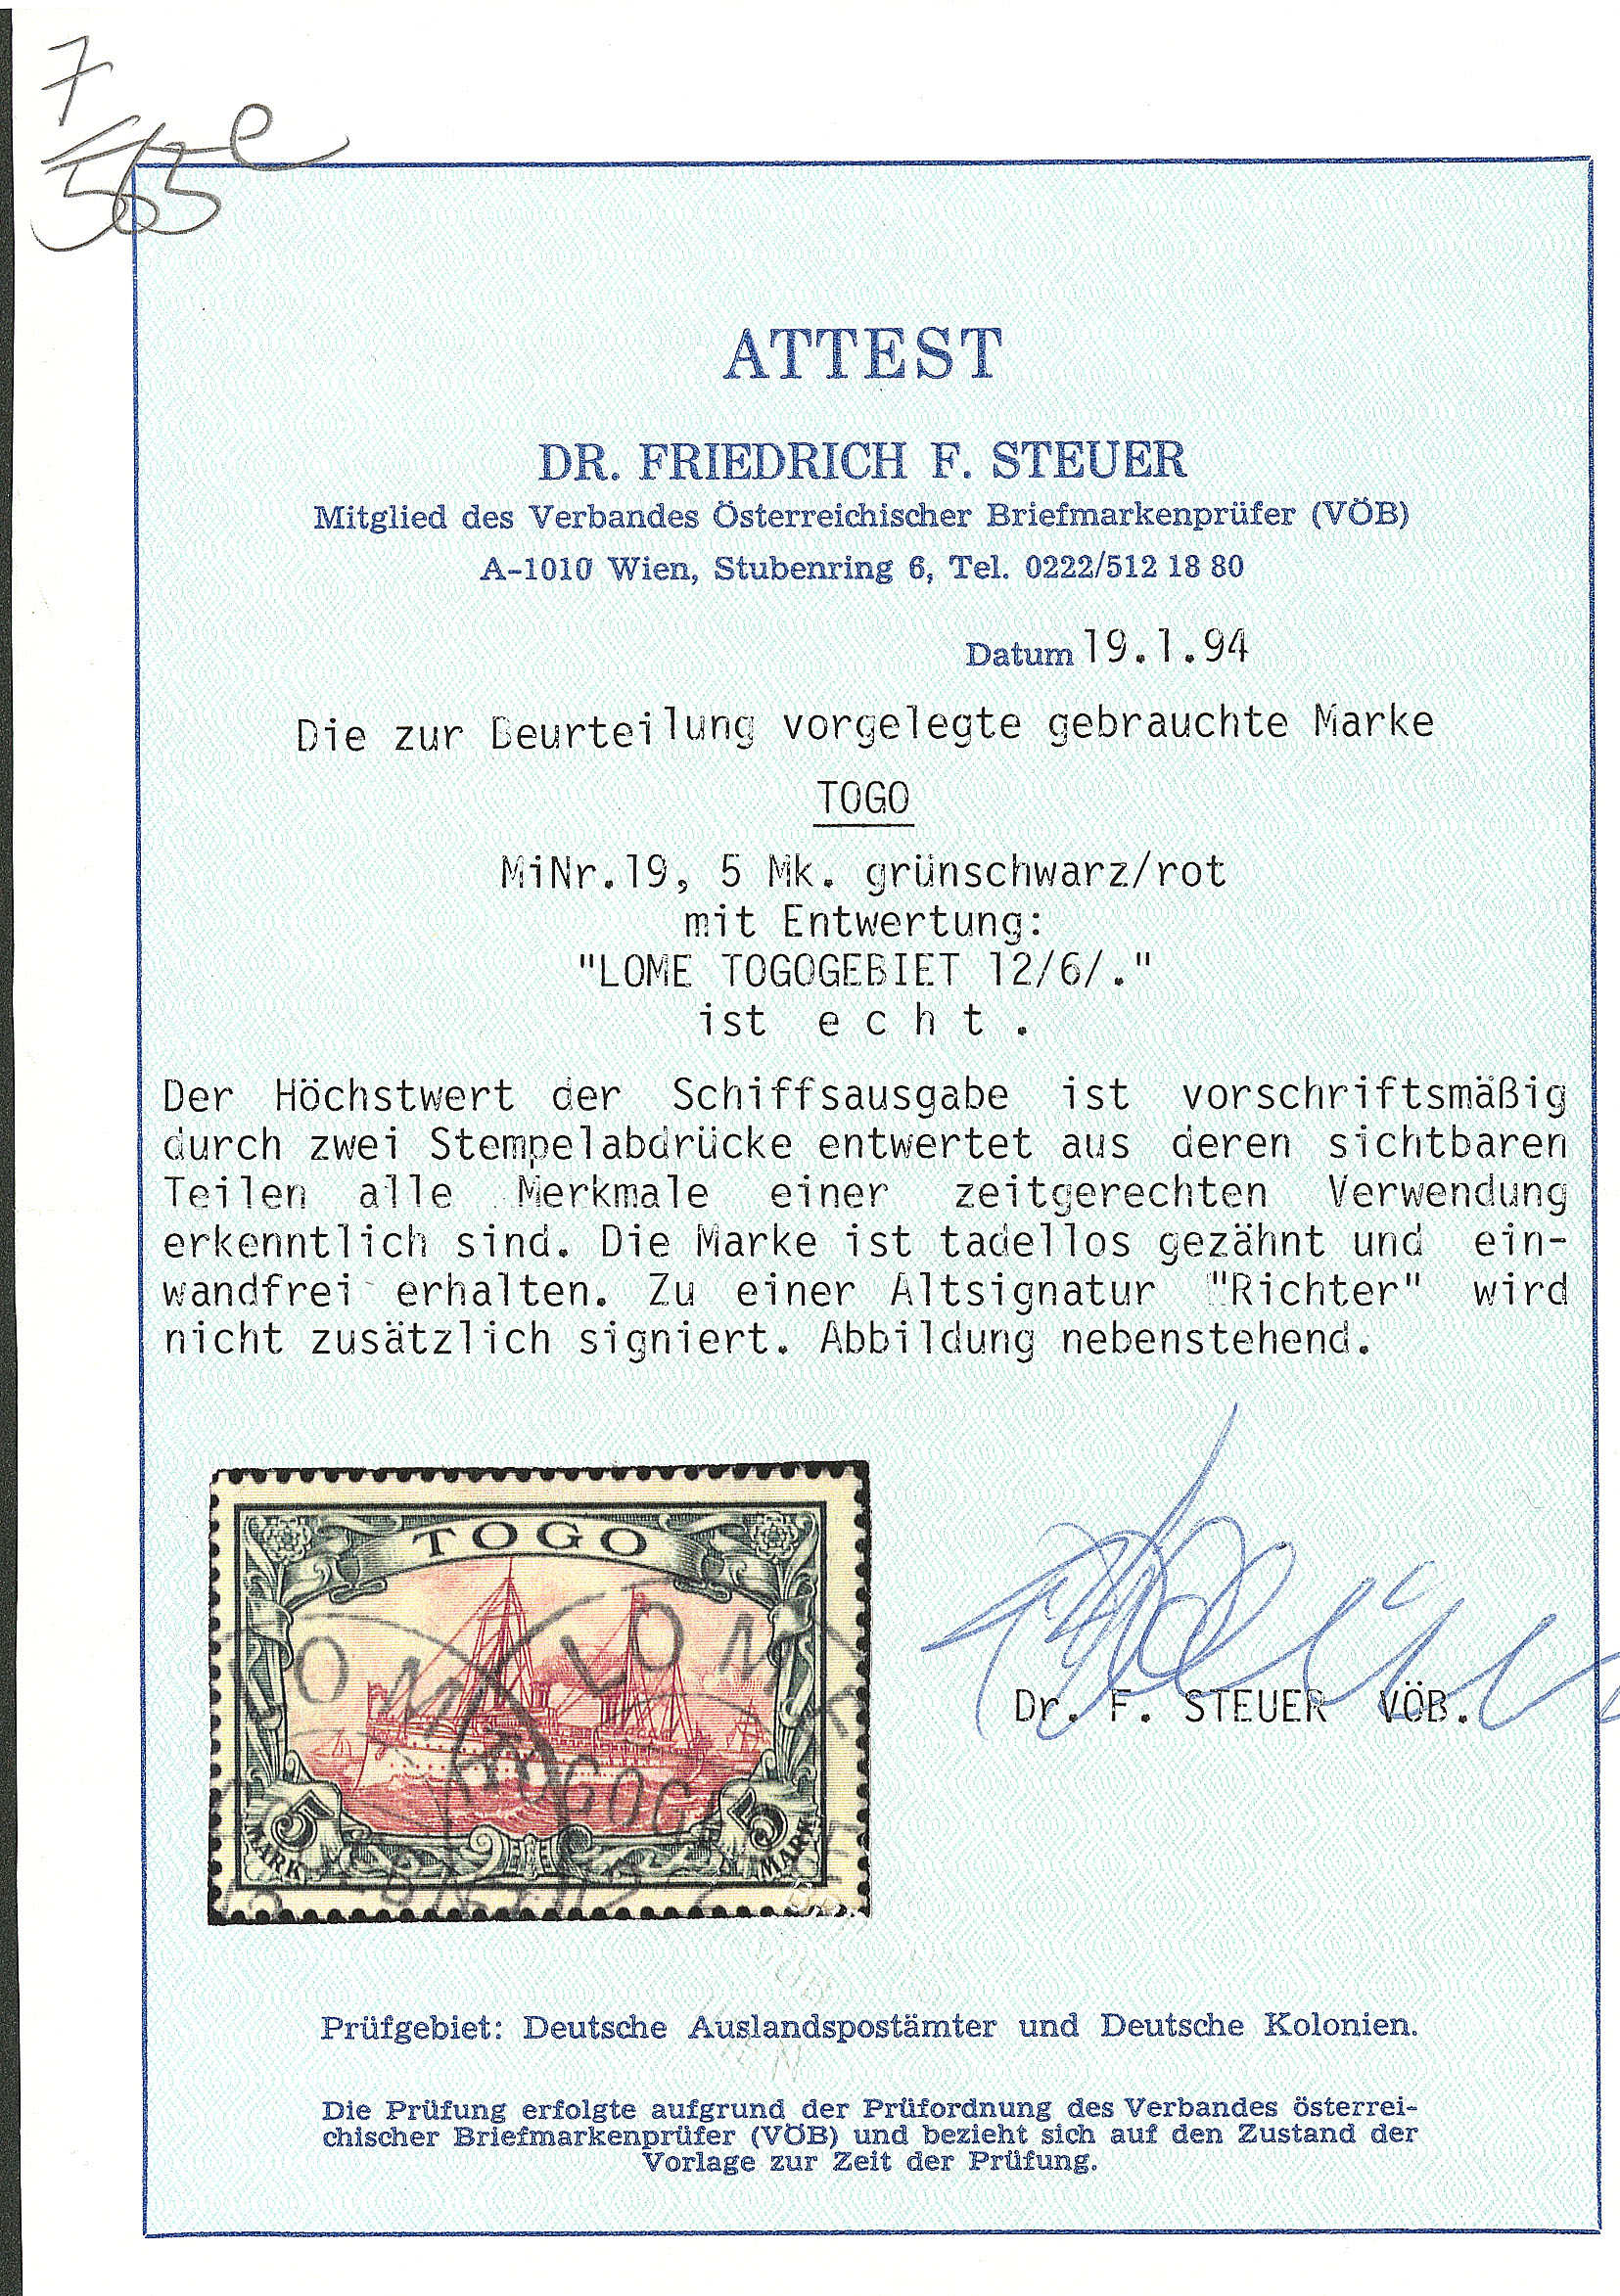 7
565
ATTEST
DR. FRIEDRICH F. STEUER
Mitglied des Verbandes Österreichischer Briefmarkenprüfer (VÖB)
A-1010 Wien, Stubenring 6, Tel. 0222/512 18 80
Datum 19.1.94
Die zur Beurteilung vorgelegte gebrauchte Marke
TOGO
MiNr.19, 5 Mk. grünschwarz/rot
mit Entwertung:
"LOME TOGOGEBIET 12/6/."
ist e c h t .
Der Höchstwert der Schiffsausgabe ist vorschriftsmäßig
durch zwei Stempelabdrücke entwertet aus deren sichtbaren
Teilen alle Merkmale einer zeitgerechten Verwendung
erkenntlich sind. Die Marke ist tadellos gezähnt und ein-
wandfrei erhalten. Zu einer Altsignatur "Richter" wird
nicht zusätzlich signiert. Abbildung nebenstehend.
TOGO
LOME
TOGOG
5 MARK
5 MARK
Dr. F. STEUER VÖB.
Prüfgebiet: Deutsche Auslandspostämter und Deutsche Kolonien.
Die Prüfung erfolgte aufgrund der Prüfordnung des Verbandes österrei-
chischer Briefmarkenprüfer (VÖB) und bezieht sich auf den Zustand der
Vorlage zur Zeit der Prüfung.